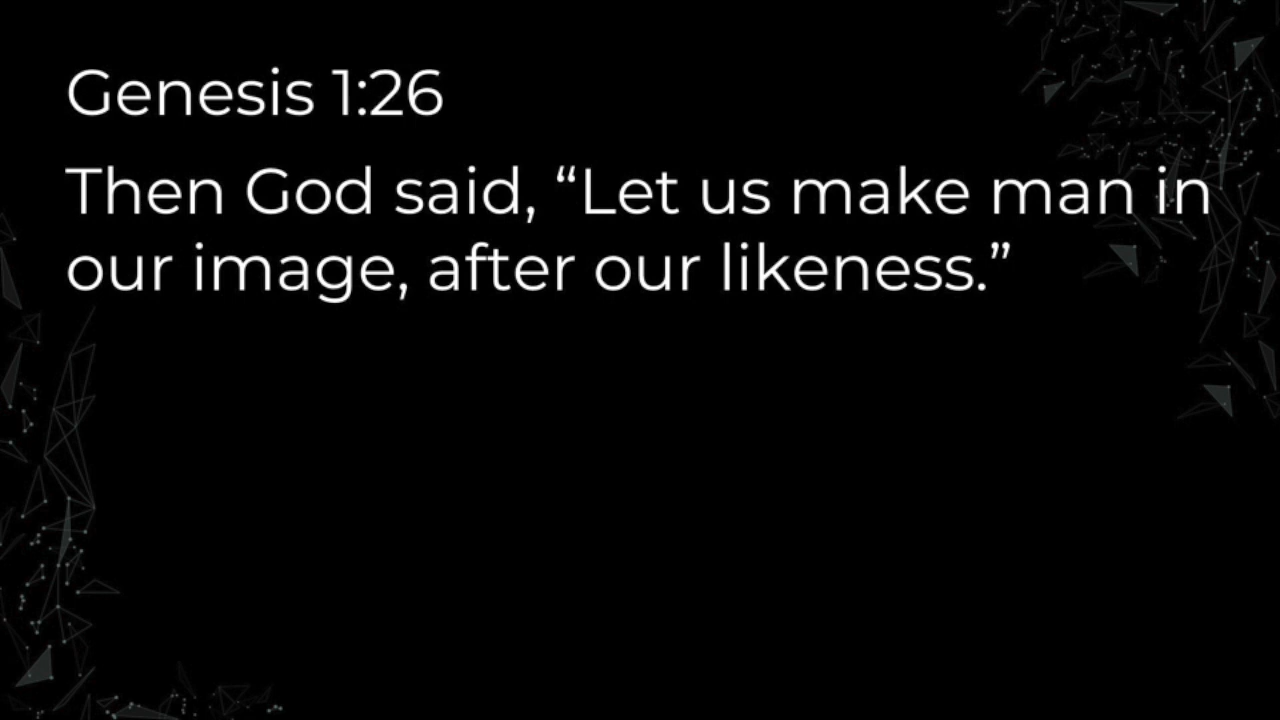 Genesis 1:26
Then God said, “Let us make man in
our image, after our likeness.”